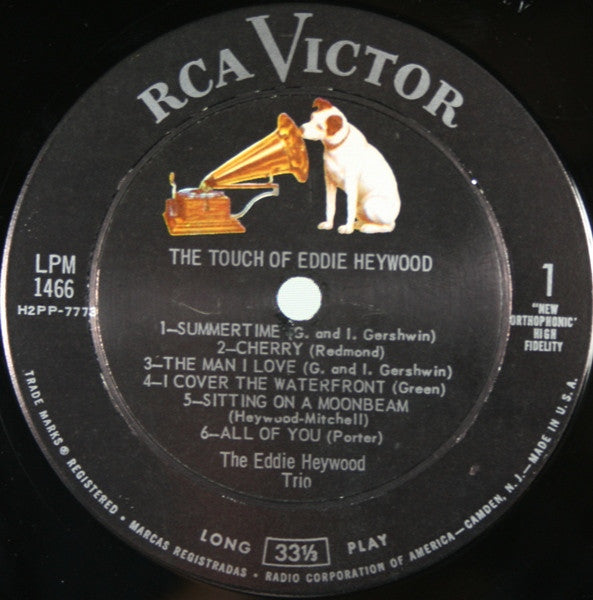 RCA VICTOR
THE TOUCH OF EDDIE HEYWOOD
LPM
1466
H2PP-7773
1
"NEW
ORTHOPHONIC"
HIGH
FIDELITY
1—SUMMERTIME (G. and I. Gershwin)
2—CHERRY (Redmond)
3—THE MAN I LOVE (G. and I. Gershwin)
4—I COVER THE WATERFRONT (Green)
5—SITTING ON A MOONBEAM
(Heywood-Mitchell)
6—ALL OF YOU (Porter)
The Eddie Heywood
Trio
LONG 33⅓ PLAY
TRADE MARKS ® REGISTERED • MARCAS REGISTRADAS • RADIO CORPORATION OF AMERICA—CAMDEN, N.J.—MADE IN U.S.A.